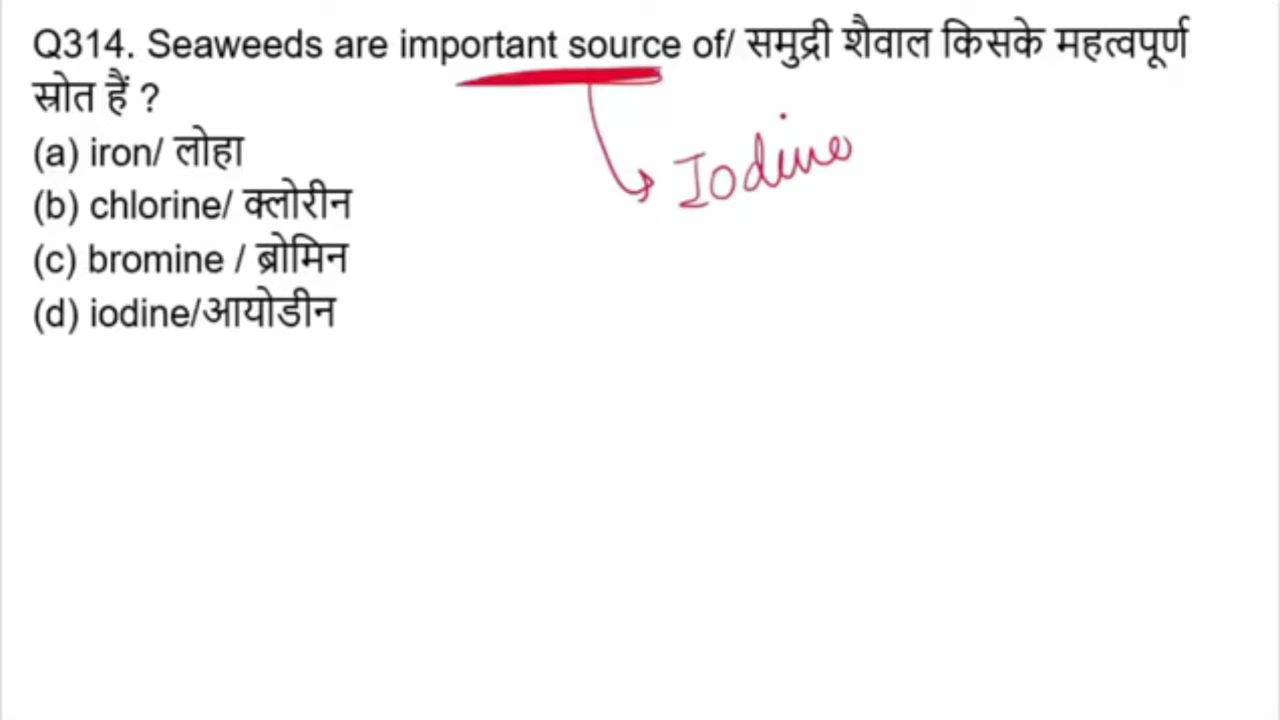 Q314. Seaweeds are important source of/ समुद्री शैवाल किसके महत्वपूर्ण
स्रोत हैं ?
(a) iron/ लोहा
Iodine
(b) chlorine/ क्लोरीन
(c) bromine / ब्रोमिन
(d) iodine/आयोडीन